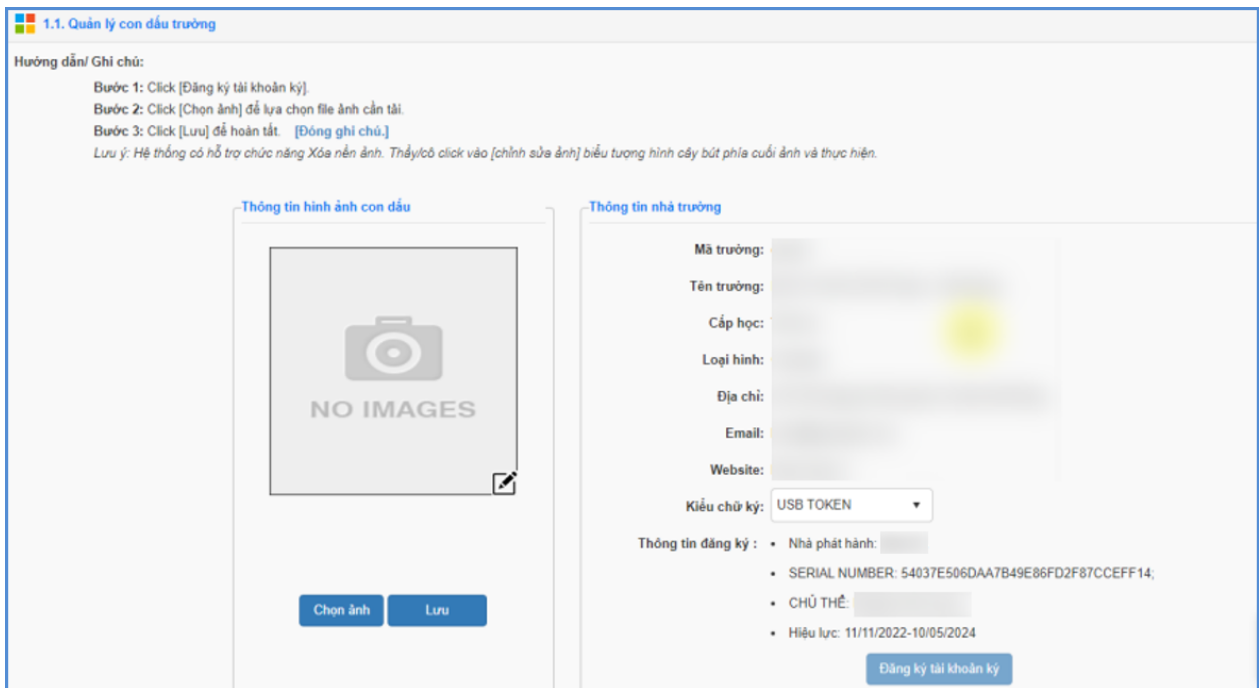 1.1. Quản lý con dấu trường
Hướng dẫn/ Ghi chú:
Bước 1: Click [Đăng ký tài khoản ký].
Bước 2: Click [Chọn ảnh] để lựa chọn file ảnh cần tải.
Bước 3: Click [Lưu] để hoàn tất. [Đóng ghi chú.]
Lưu ý: Hệ thống có hỗ trợ chức năng Xóa nền ảnh. Thầy/cô click vào [chỉnh sửa ảnh] biểu tượng hình cây bút phía cuối ảnh và thực hiện.
Thông tin hình ảnh con dấu
NO IMAGES
Chọn ảnh
Lưu
Thông tin nhà trường
Mã trường:
Tên trường:
Cấp học:
Loại hình:
Địa chỉ:
Email:
Website:
Kiểu chữ ký: USB TOKEN
Thông tin đăng ký : • Nhà phát hành:
• SERIAL NUMBER: 54037E506DAA7B49E86FD2F87CCEFF14;
• CHỦ THỂ:
• Hiệu lực: 11/11/2022-10/05/2024
Đăng ký tài khoản ký